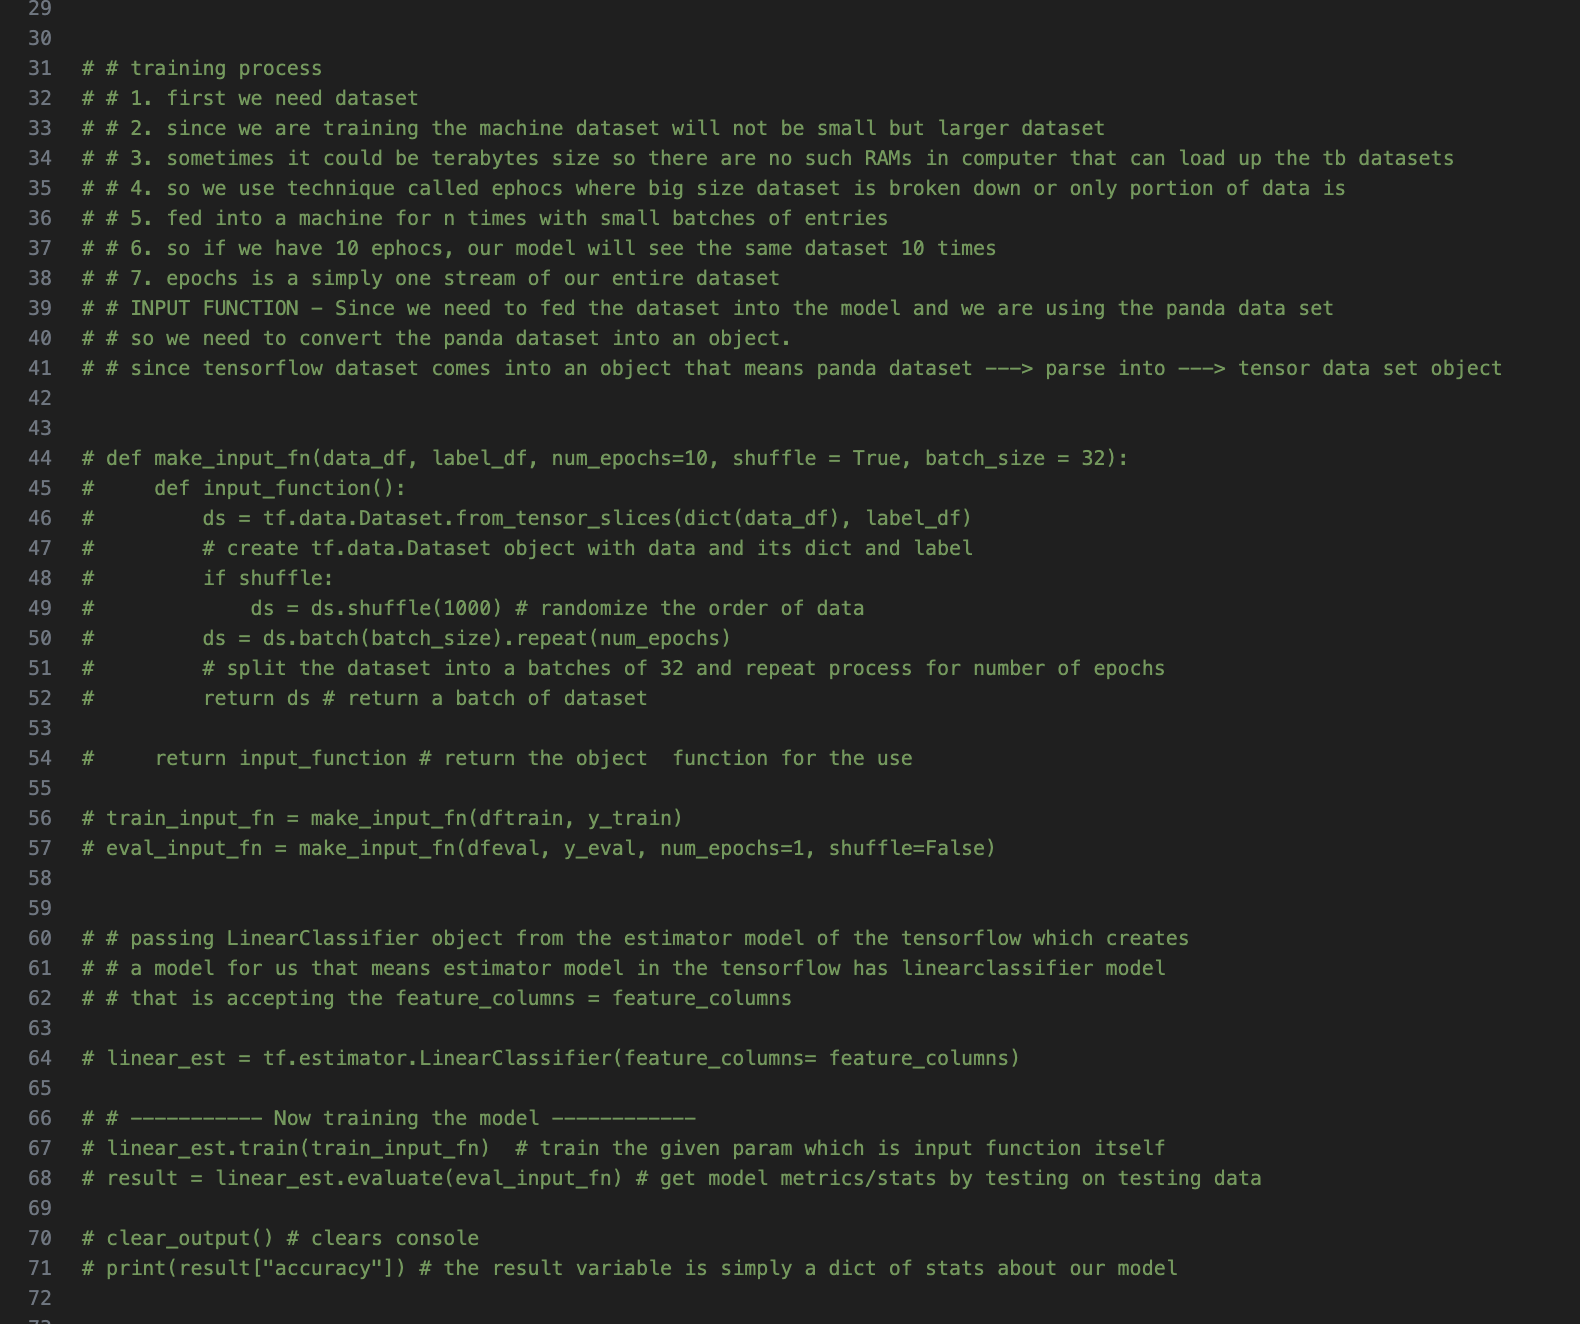 29
30
31 # # training process
32 # # 1. first we need dataset
33 # # 2. since we are training the machine dataset will not be small but larger dataset
34 # # 3. sometimes it could be terabytes size so there are no such RAMs in computer that can load up the tb datasets
35 # # 4. so we use technique called ephocs where big size dataset is broken down or only portion of data is
36 # # 5. fed into a machine for n times with small batches of entries
37 # # 6. so if we have 10 ephocs, our model will see the same dataset 10 times
38 # # 7. epochs is a simply one stream of our entire dataset
39 # # INPUT FUNCTION – Since we need to fed the dataset into the model and we are using the panda data set
40 # # so we need to convert the panda dataset into an object.
41 # # since tensorflow dataset comes into an object that means panda dataset ---> parse into ---> tensor data set object
42
43
44 # def make_input_fn(data_df, label_df, num_epochs=10, shuffle = True, batch_size = 32):
45 #     def input_function():
46 #         ds = tf.data.Dataset.from_tensor_slices(dict(data_df), label_df)
47 #         # create tf.data.Dataset object with data and its dict and label
48 #         if shuffle:
49 #             ds = ds.shuffle(1000) # randomize the order of data
50 #         ds = ds.batch(batch_size).repeat(num_epochs)
51 #         # split the dataset into a batches of 32 and repeat process for number of epochs
52 #         return ds # return a batch of dataset
53
54 #     return input_function # return the object  function for the use
55
56 # train_input_fn = make_input_fn(dftrain, y_train)
57 # eval_input_fn = make_input_fn(dfeval, y_eval, num_epochs=1, shuffle=False)
58
59
60 # # passing LinearClassifier object from the estimator model of the tensorflow which creates
61 # # a model for us that means estimator model in the tensorflow has linearclassifier model
62 # # that is accepting the feature_columns = feature_columns
63
64 # linear_est = tf.estimator.LinearClassifier(feature_columns= feature_columns)
65
66 # # ----------- Now training the model ------------
67 # linear_est.train(train_input_fn)  # train the given param which is input function itself
68 # result = linear_est.evaluate(eval_input_fn) # get model metrics/stats by testing on testing data
69
70 # clear_output() # clears console
71 # print(result["accuracy"]) # the result variable is simply a dict of stats about our model
72